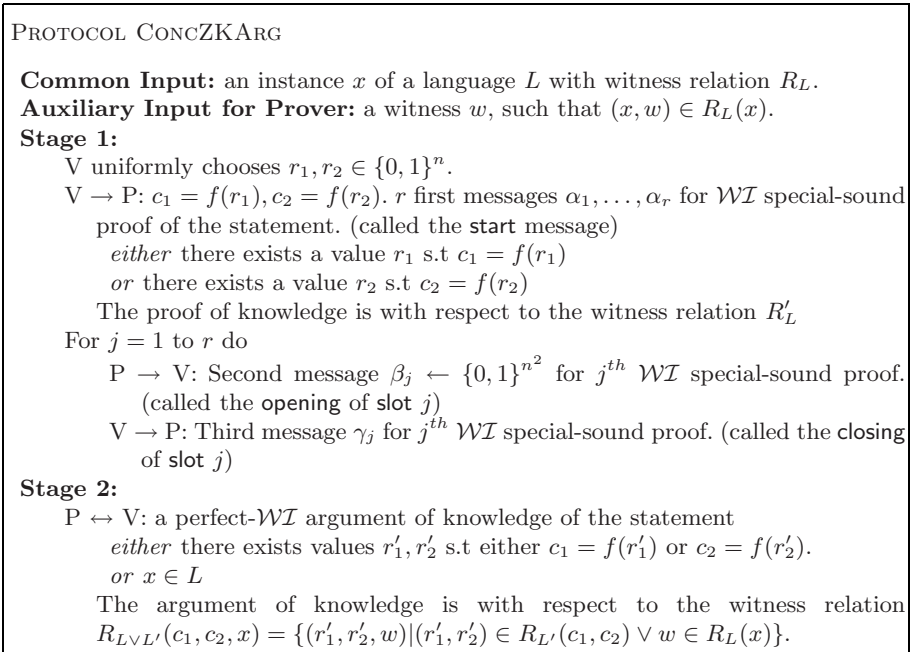 PROTOCOL CONCZKARG
Common Input: an instance x of a language L with witness relation R_L.
Auxiliary Input for Prover: a witness w, such that (x, w) ∈ R_L(x).
Stage 1:
V uniformly chooses r_1, r_2 ∈ {0, 1}^n.
V → P: c_1 = f(r_1), c_2 = f(r_2). r first messages α_1, . . . , α_r for WI special-sound
proof of the statement. (called the start message)
either there exists a value r_1 s.t c_1 = f(r_1)
or there exists a value r_2 s.t c_2 = f(r_2)
The proof of knowledge is with respect to the witness relation R'_L
For j = 1 to r do
P → V: Second message β_j ← {0, 1}^{n^2} for j^{th} WI special-sound proof.
(called the opening of slot j)
V → P: Third message γ_j for j^{th} WI special-sound proof. (called the closing
of slot j)
Stage 2:
P ↔ V: a perfect-WI argument of knowledge of the statement
either there exists values r'_1, r'_2 s.t either c_1 = f(r'_1) or c_2 = f(r'_2).
or x ∈ L
The argument of knowledge is with respect to the witness relation
R_{L∨L'}(c_1, c_2, x) = {(r'_1, r'_2, w)|(r'_1, r'_2) ∈ R_{L'}(c_1, c_2) ∨ w ∈ R_L(x)}.